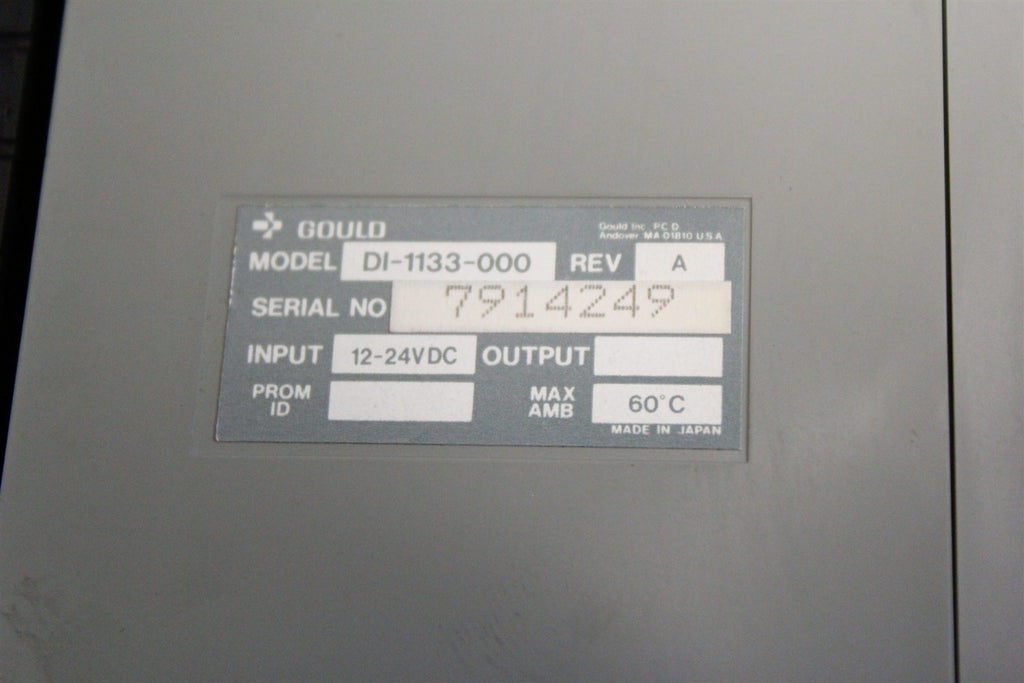 GOULD
Gould Inc., P.C.D.
Andover, MA 01810 U.S.A
MODEL DI-1133-000 REV A
SERIAL NO 7914249
INPUT 12-24VDC OUTPUT
PROM ID
MAX AMB 60°C
MADE IN JAPAN